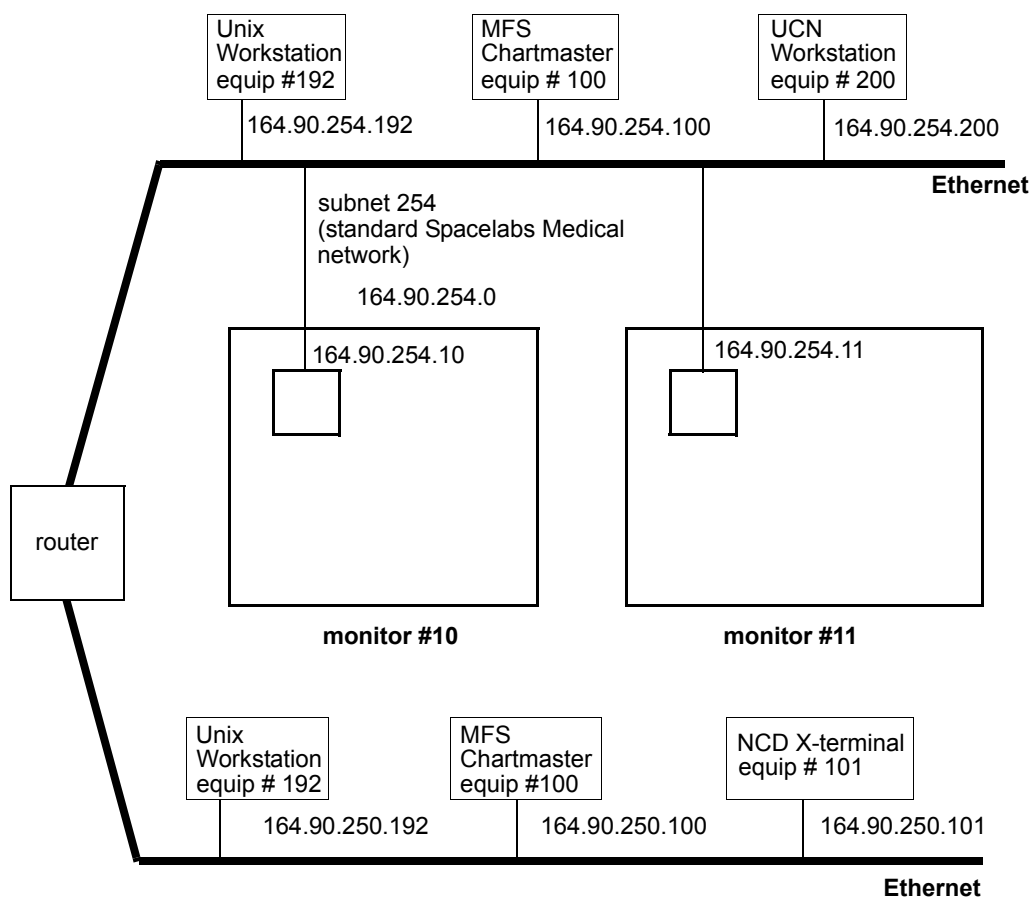 Unix
Workstation
equip #192
MFS
Chartmaster
equip # 100
UCN
Workstation
equip # 200
164.90.254.192
164.90.254.100
164.90.254.200
Ethernet
subnet 254
(standard Spacelabs Medical
network)
164.90.254.0
164.90.254.10
164.90.254.11
router
monitor #10
monitor #11
Unix
Workstation
equip # 192
MFS
Chartmaster
equip #100
NCD X-terminal
equip # 101
164.90.250.192
164.90.250.100
164.90.250.101
Ethernet